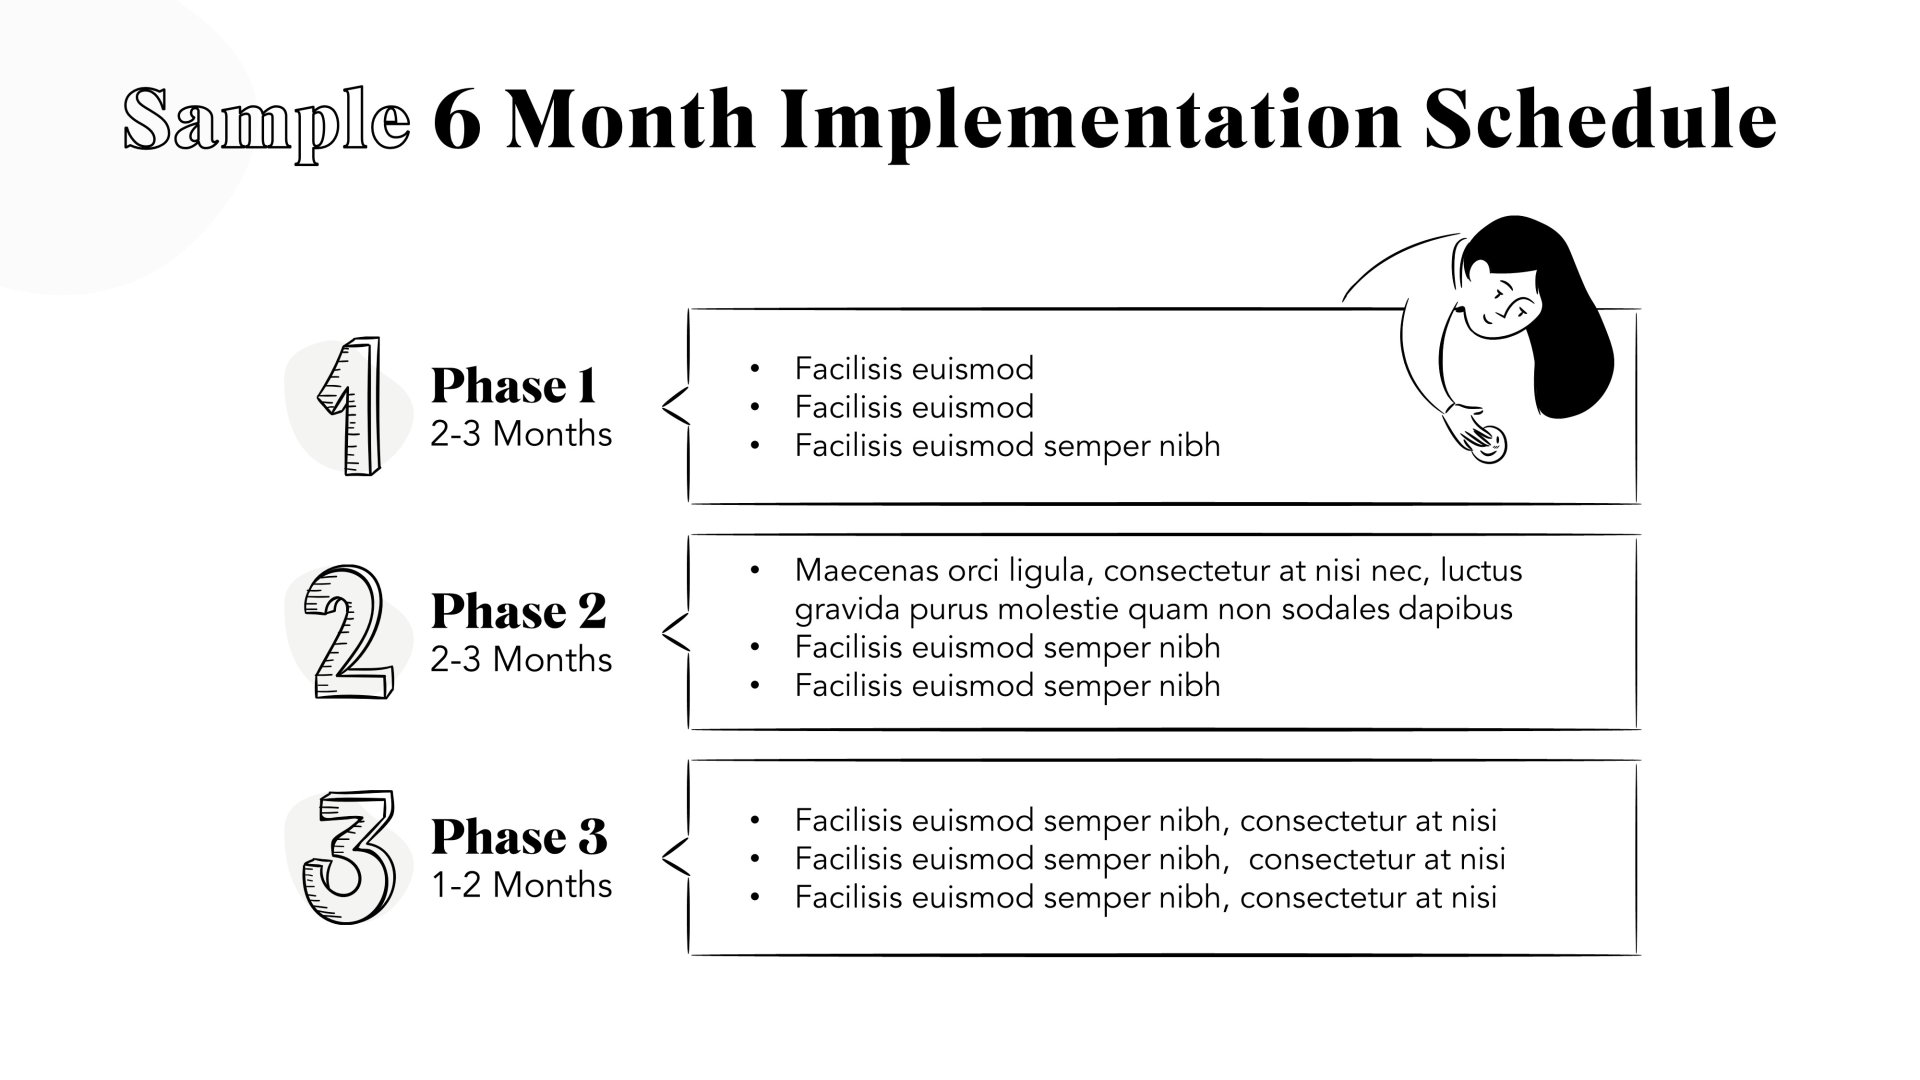 Sample 6 Month Implementation Schedule
1
Phase 1
2-3 Months
• Facilisis euismod
• Facilisis euismod
• Facilisis euismod semper nibh
2
Phase 2
2-3 Months
• Maecenas orci ligula, consectetur at nisi nec, luctus
gravida purus molestie quam non sodales dapibus
• Facilisis euismod semper nibh
• Facilisis euismod semper nibh
3
Phase 3
1-2 Months
• Facilisis euismod semper nibh, consectetur at nisi
• Facilisis euismod semper nibh,  consectetur at nisi
• Facilisis euismod semper nibh, consectetur at nisi